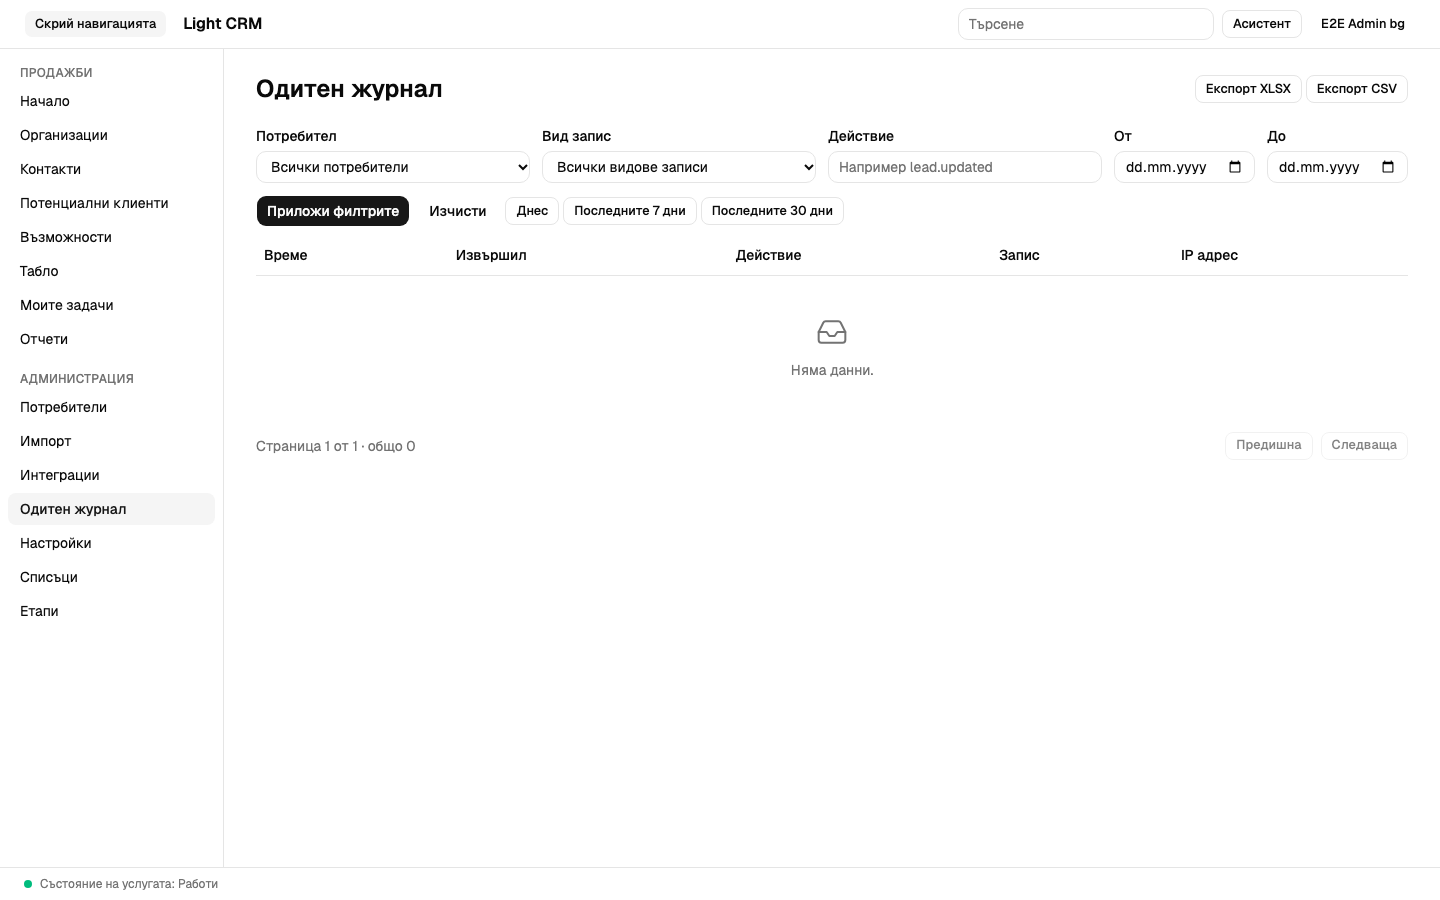 Скрий навигацията
Light CRM
Търсене
Асистент
E2E Admin bg
ПРОДАЖБИ
Начало
Организации
Контакти
Потенциални клиенти
Възможности
Табло
Моите задачи
Отчети
АДМИНИСТРАЦИЯ
Потребители
Импорт
Интеграции
Одитен журнал
Настройки
Списъци
Етапи
Одитен журнал
Експорт XLSX
Експорт CSV
Потребител
Вид запис
Действие
От
До
Всички потребители
Всички видове записи
Например lead.updated
dd.mm.yyyy
dd.mm.yyyy
Приложи филтрите
Изчисти
Днес
Последните 7 дни
Последните 30 дни
Време
Извършил
Действие
Запис
IP адрес
Няма данни.
Страница 1 от 1 · общо 0
Предишна
Следваща
Състояние на услугата: Работи